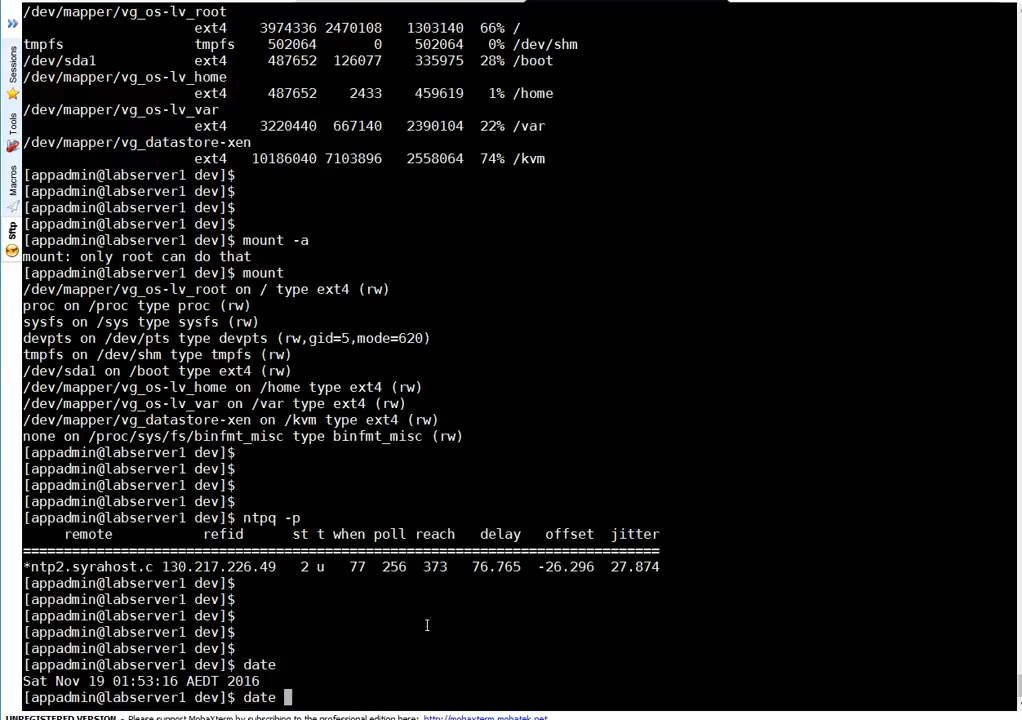 /dev/mapper/vg_os-lv_root
ext4 3974336 2470108 1303140 66% /
tmpfs tmpfs 502064 0 502064 0% /dev/shm
/dev/sda1 ext4 487652 126077 335975 28% /boot
/dev/mapper/vg_os-lv_home
ext4 487652 2433 459619 1% /home
/dev/mapper/vg_os-lv_var
ext4 3220440 667140 2390104 22% /var
/dev/mapper/vg_datastore-xen
ext4 10186040 7103896 2558064 74% /kvm
[appadmin@labserver1 dev]$
[appadmin@labserver1 dev]$
[appadmin@labserver1 dev]$
[appadmin@labserver1 dev]$
[appadmin@labserver1 dev]$ mount -a
mount: only root can do that
[appadmin@labserver1 dev]$ mount
/dev/mapper/vg_os-lv_root on / type ext4 (rw)
proc on /proc type proc (rw)
sysfs on /sys type sysfs (rw)
devpts on /dev/pts type devpts (rw,gid=5,mode=620)
tmpfs on /dev/shm type tmpfs (rw)
/dev/sda1 on /boot type ext4 (rw)
/dev/mapper/vg_os-lv_home on /home type ext4 (rw)
/dev/mapper/vg_os-lv_var on /var type ext4 (rw)
/dev/mapper/vg_datastore-xen on /kvm type ext4 (rw)
none on /proc/sys/fs/binfmt_misc type binfmt_misc (rw)
[appadmin@labserver1 dev]$
[appadmin@labserver1 dev]$
[appadmin@labserver1 dev]$
[appadmin@labserver1 dev]$
[appadmin@labserver1 dev]$ ntpq -p
remote refid st t when poll reach delay offset jitter
==============================================================================
*ntp2.syrahost.c 130.217.226.49 2 u 77 256 373 76.765 -26.296 27.874
[appadmin@labserver1 dev]$
[appadmin@labserver1 dev]$
[appadmin@labserver1 dev]$
[appadmin@labserver1 dev]$
[appadmin@labserver1 dev]$
[appadmin@labserver1 dev]$ date
Sat Nov 19 01:53:16 AEDT 2016
[appadmin@labserver1 dev]$ date
Sessions
Tools
Macros
Sftp
UNREGISTERED VERSION - Please support MobaXterm by subscribing to the professional edition here: http://mobaxterm.mobatek.net